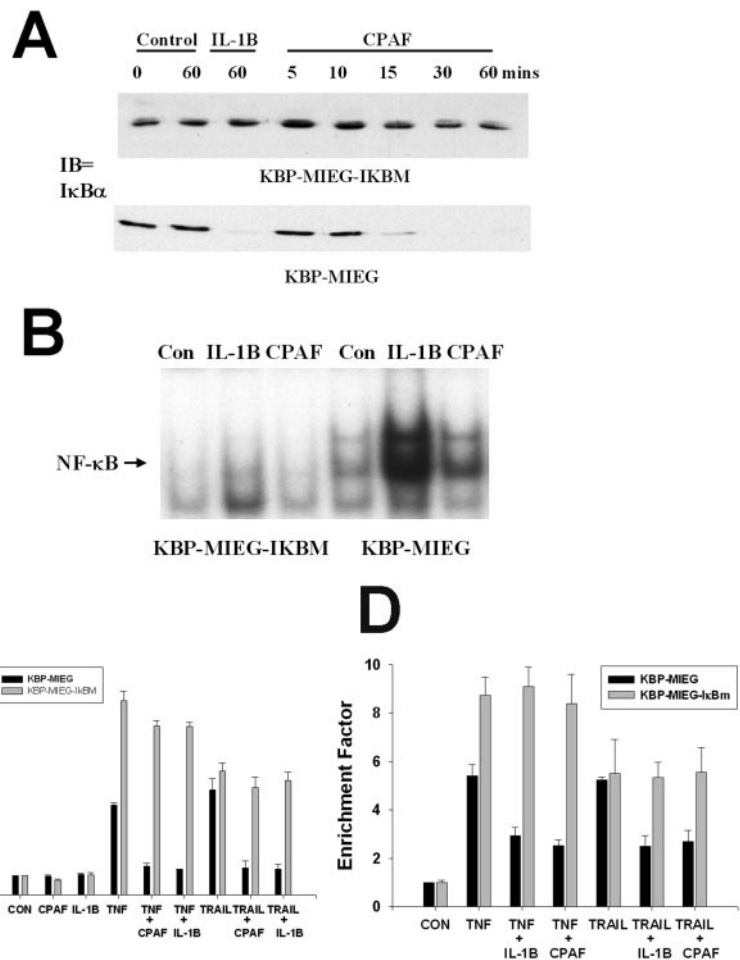 A
Control IL-1B CPAF
0 60 60 5 10 15 30 60 mins
IB=
IκBα
KBP-MIEG-IKBM
KBP-MIEG
B
Con IL-1B CPAF Con IL-1B CPAF
NF-κB →
KBP-MIEG-IKBM KBP-MIEG
KBP-MIEG
KBP-MIEG-IkBM
CON CPAF IL-1B TNF TNF + CPAF TNF + IL-1B TRAIL TRAIL + CPAF TRAIL + IL-1B
D
Enrichment Factor
10
8
6
4
2
0
KBP-MIEG
KBP-MIEG-IκBm
CON TNF TNF + IL-1B TNF + CPAF TRAIL TRAIL + IL-1B TRAIL + CPAF